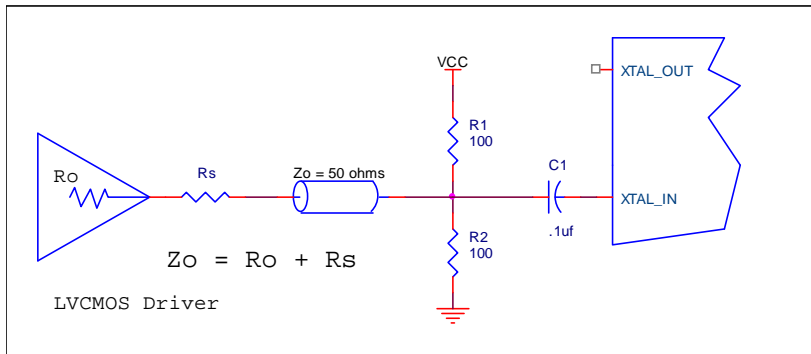 VCC
XTAL_OUT
R1
100
Ro
Rs
Zo = 50 ohms
C1
XTAL_IN
.1uf
R2
100
Zo = Ro + Rs
LVCMOS Driver